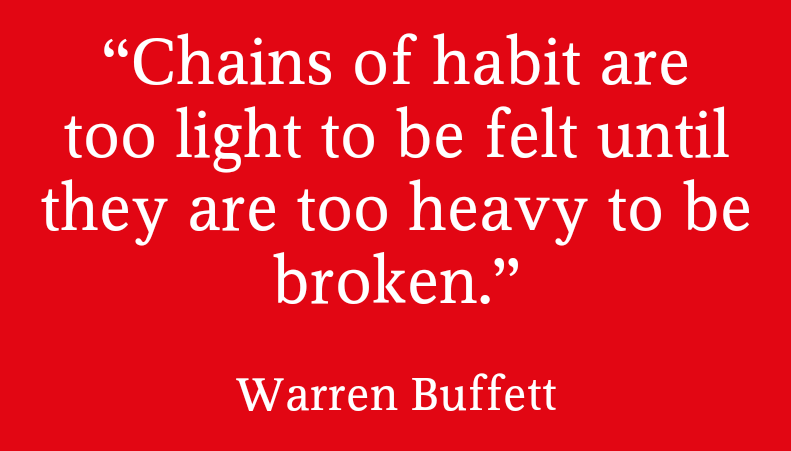 “Chains of habit are
too light to be felt until
they are too heavy to be
broken.”
Warren Buffett